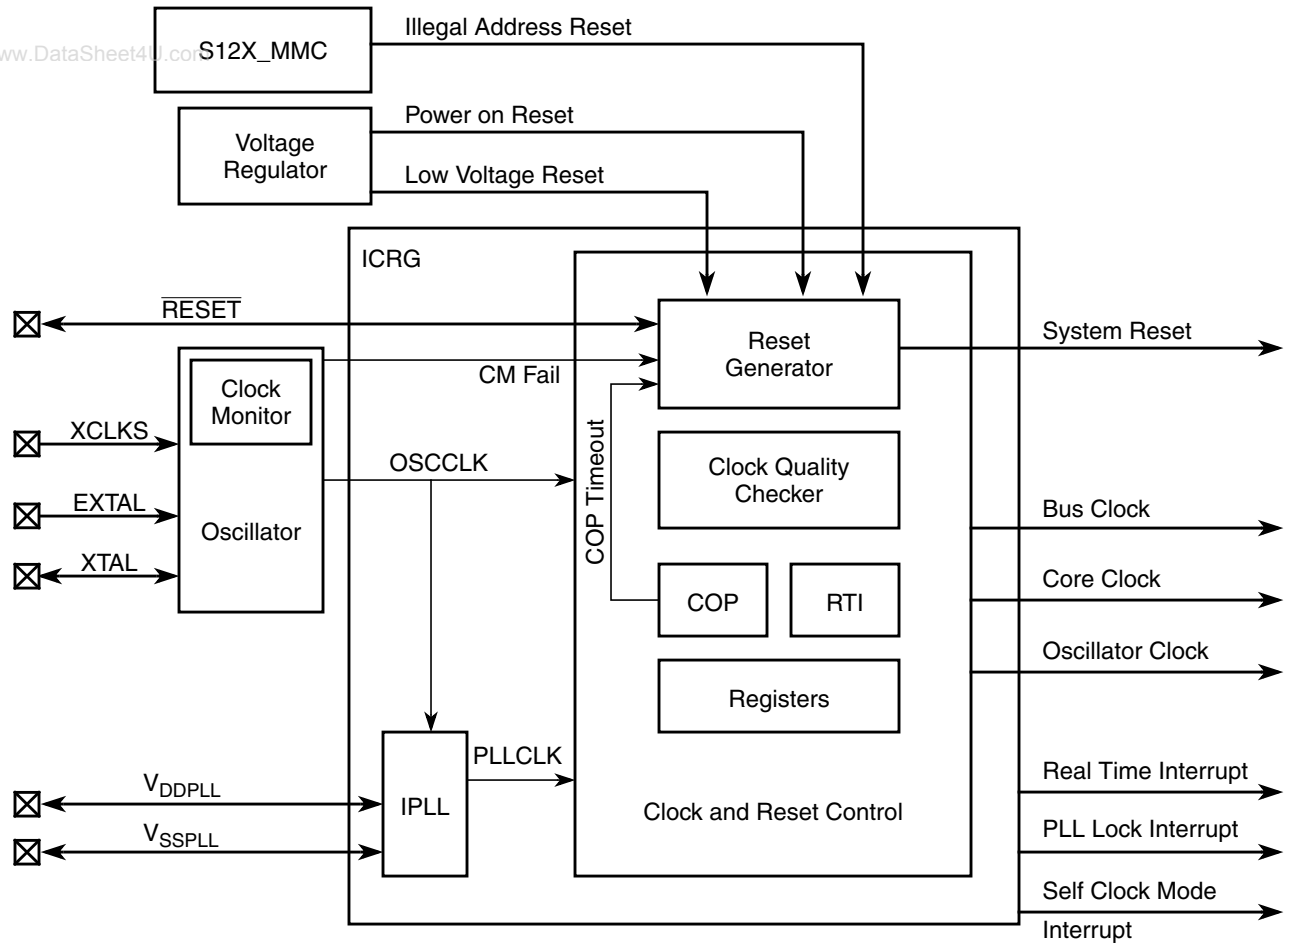 Illegal Address Reset
www.DataSheet4U.com
S12X_MMC
Power on Reset
Voltage
Regulator
Low Voltage Reset
ICRG
RESET
Reset
Generator
System Reset
CM Fail
Clock
Monitor
XCLKS
OSCCLK
COP Timeout
Clock Quality
Checker
EXTAL
Oscillator
Bus Clock
XTAL
Core Clock
COP
RTI
Oscillator Clock
Registers
PLLCLK
Real Time Interrupt
VDDPLL
IPLL
Clock and Reset Control
PLL Lock Interrupt
VSSPLL
Self Clock Mode
Interrupt